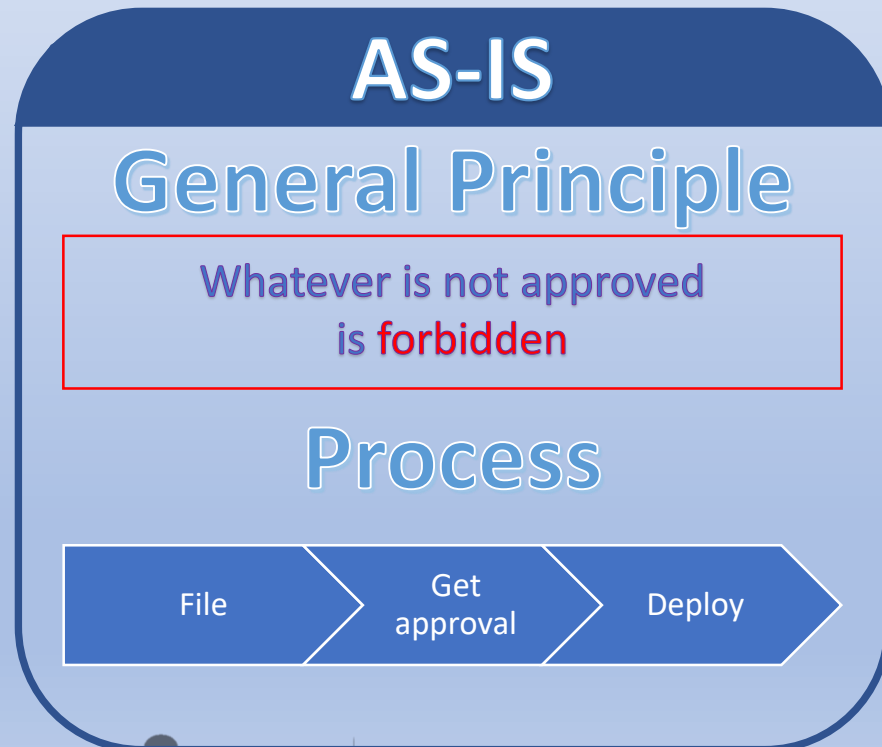 AS-IS
General Principle
Whatever is not approved
is forbidden
Process
File
Get
approval
Deploy